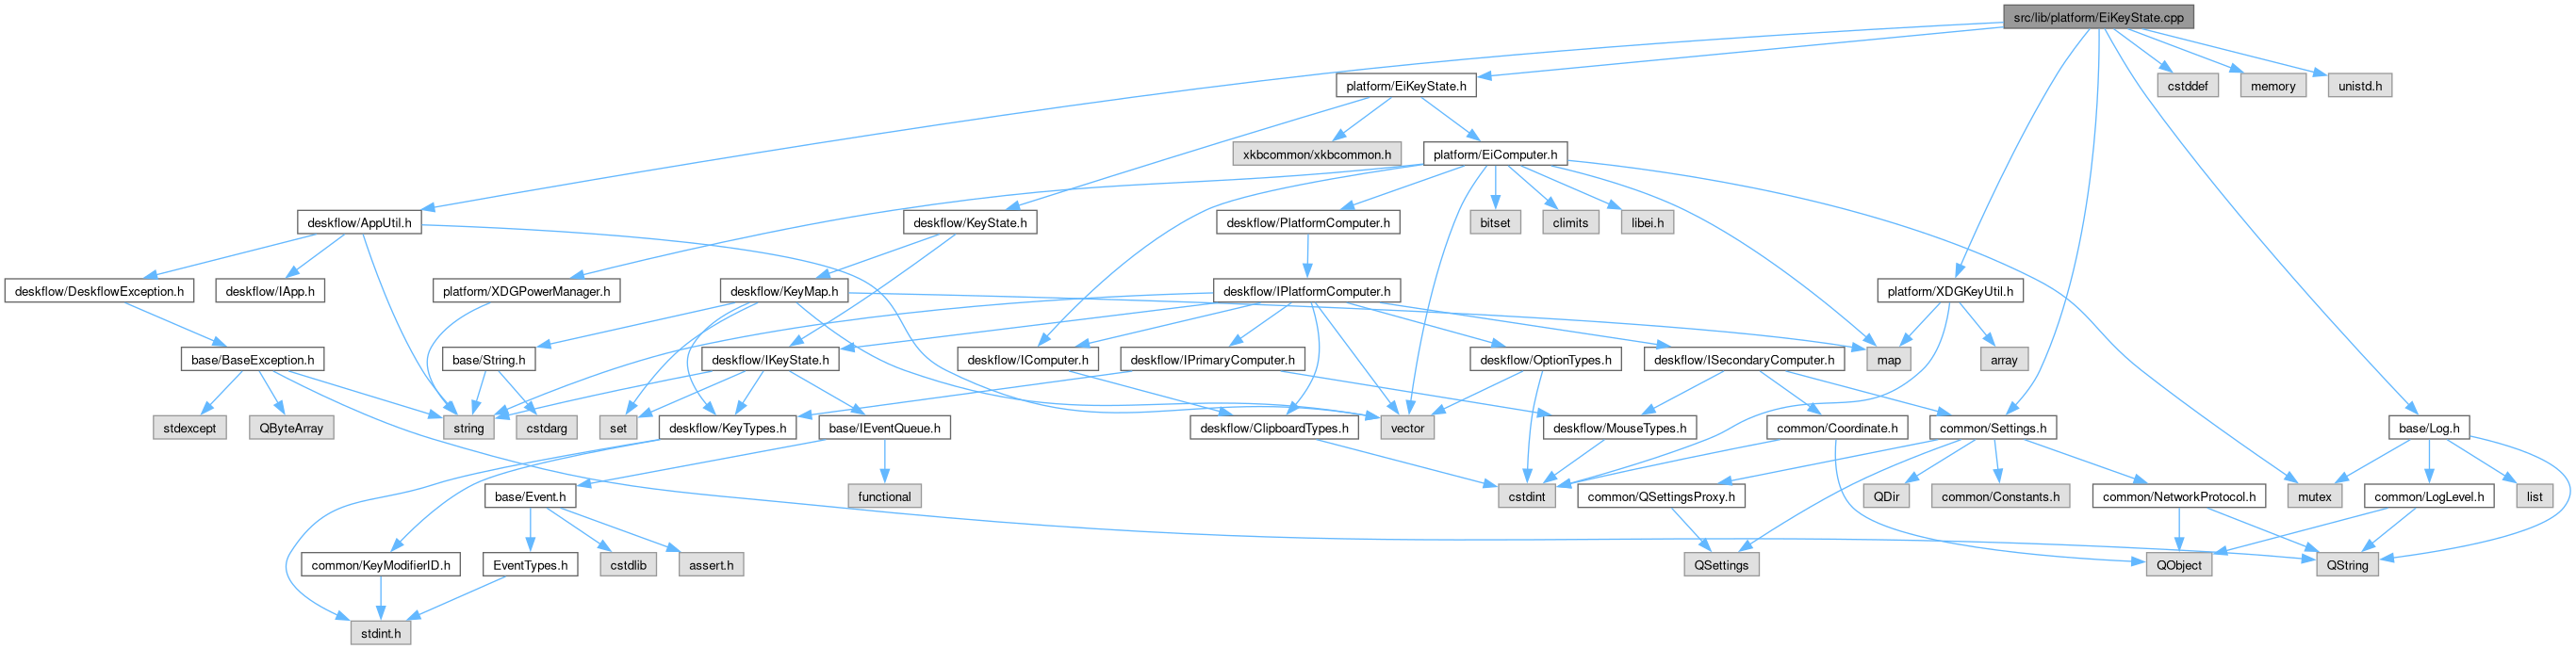 src/lib/platform/EiKeyState.cpp
platform/EiKeyState.h
cstddef
memory
unistd.h
xkbcommon/xkbcommon.h
platform/EiComputer.h
deskflow/AppUtil.h
deskflow/KeyState.h
deskflow/PlatformComputer.h
bitset
climits
libei.h
deskflow/DeskflowException.h
deskflow/IApp.h
platform/XDGPowerManager.h
deskflow/KeyMap.h
deskflow/IPlatformComputer.h
platform/XDGKeyUtil.h
base/BaseException.h
base/String.h
deskflow/IKeyState.h
deskflow/IComputer.h
deskflow/IPrimaryComputer.h
deskflow/OptionTypes.h
deskflow/ISecondaryComputer.h
map
array
stdexcept
QByteArray
string
cstdarg
set
deskflow/KeyTypes.h
base/IEventQueue.h
deskflow/ClipboardTypes.h
vector
deskflow/MouseTypes.h
common/Coordinate.h
common/Settings.h
base/Log.h
base/Event.h
functional
cstdint
common/QSettingsProxy.h
QDir
common/Constants.h
common/NetworkProtocol.h
mutex
common/LogLevel.h
list
common/KeyModifierID.h
EventTypes.h
cstdlib
assert.h
QSettings
QObject
QString
stdint.h